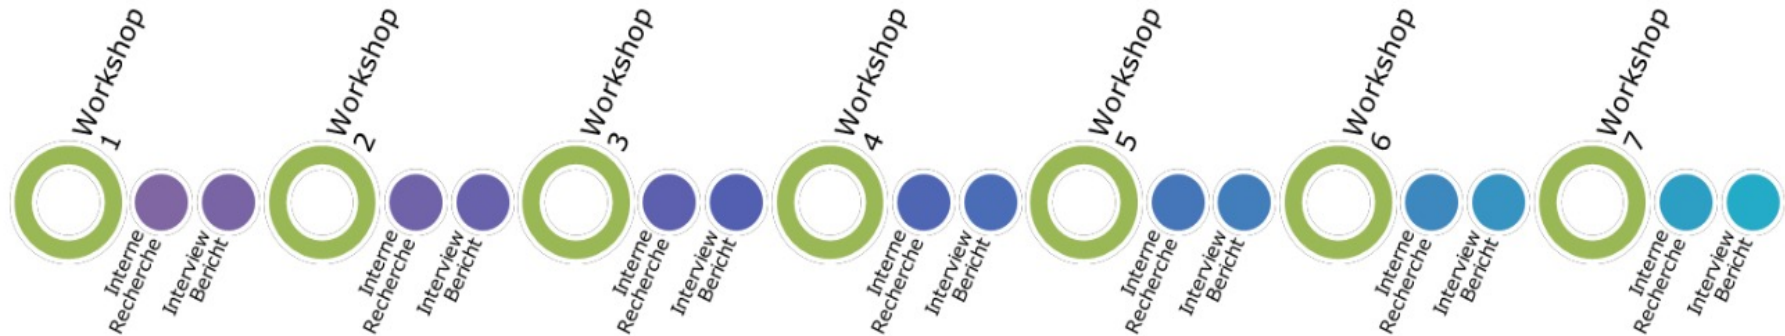 Workshop
1
Interne
Recherche
Interview
Bericht
Workshop
2
Interne
Recherche
Interview
Bericht
Workshop
3
Interne
Recherche
Interview
Bericht
Workshop
4
Interne
Recherche
Interview
Bericht
Workshop
5
Interne
Recherche
Interview
Bericht
Workshop
6
Interne
Recherche
Interview
Bericht
Workshop
7
Interne
Recherche
Interview
Bericht